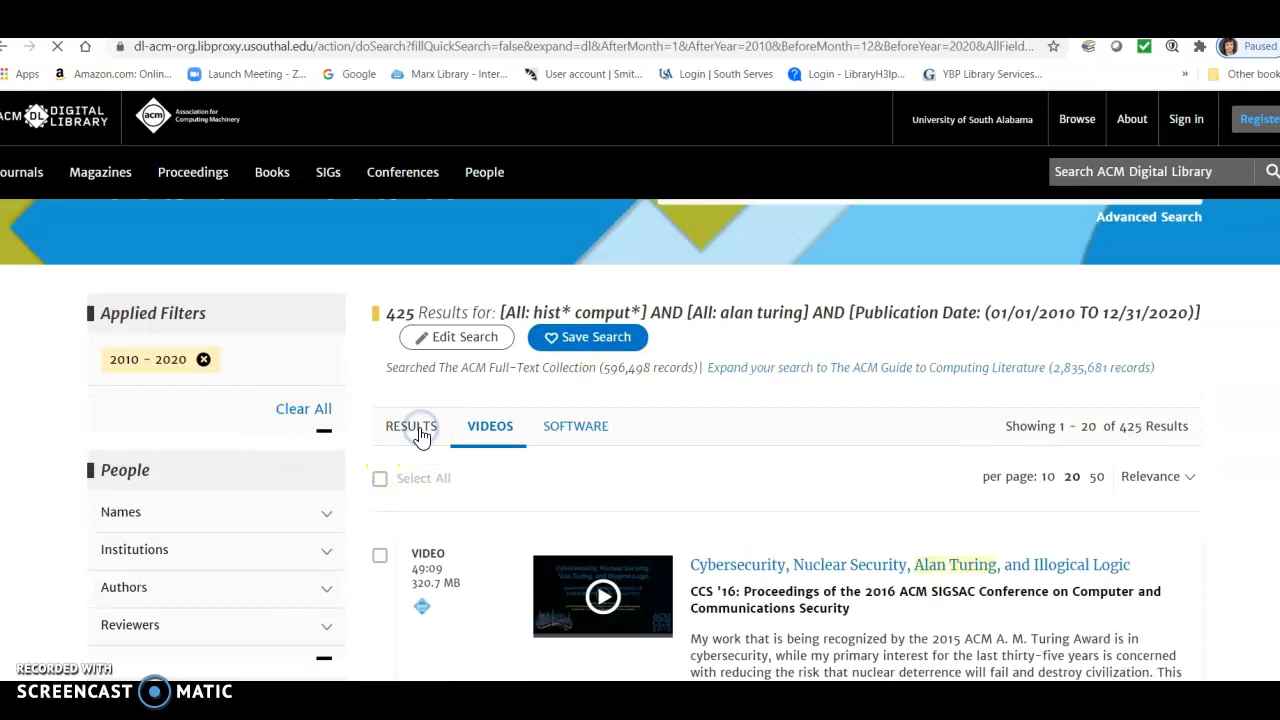 dl-acm-org.libproxy.usouthal.edu/action/doSearch?fillQuickSearch=false&expand=dl&AfterMonth=1&AfterYear=2010&BeforeMonth=12&BeforeYear=2020&AllField... Paused
Apps Amazon.com: Onlin... Launch Meeting - Z... Google Marx Library - Inter... User account | Smit... USA Login | South Serves Login - LibraryH3lp... YBP Library Services... » Other book
ACM DL DIGITAL LIBRARY acm Association for Computing Machinery University of South Alabama Browse About Sign in Registe
ournals Magazines Proceedings Books SIGs Conferences People Search ACM Digital Library
Advanced Search
Applied Filters
2010 - 2020
Clear All
People
Names
Institutions
Authors
Reviewers
425 Results for: [All: hist* comput*] AND [All: alan turing] AND [Publication Date: (01/01/2010 TO 12/31/2020)]
Edit Search Save Search
Searched The ACM Full-Text Collection (596,498 records)| Expand your search to The ACM Guide to Computing Literature (2,835,681 records)
RESULTS VIDEOS SOFTWARE Showing 1 - 20 of 425 Results
Select All per page: 10 20 50 Relevance
VIDEO
49:09
320.7 MB
Cybersecurity, Nuclear Security, Alan Turing, and Illogical Logic
CCS '16: Proceedings of the 2016 ACM SIGSAC Conference on Computer and
Communications Security
My work that is being recognized by the 2015 ACM A. M. Turing Award is in
cybersecurity, while my primary interest for the last thirty-five years is concerned
with reducing the risk that nuclear deterrence will fail and destroy civilization. This
RECORDED WITH
SCREENCAST MATIC